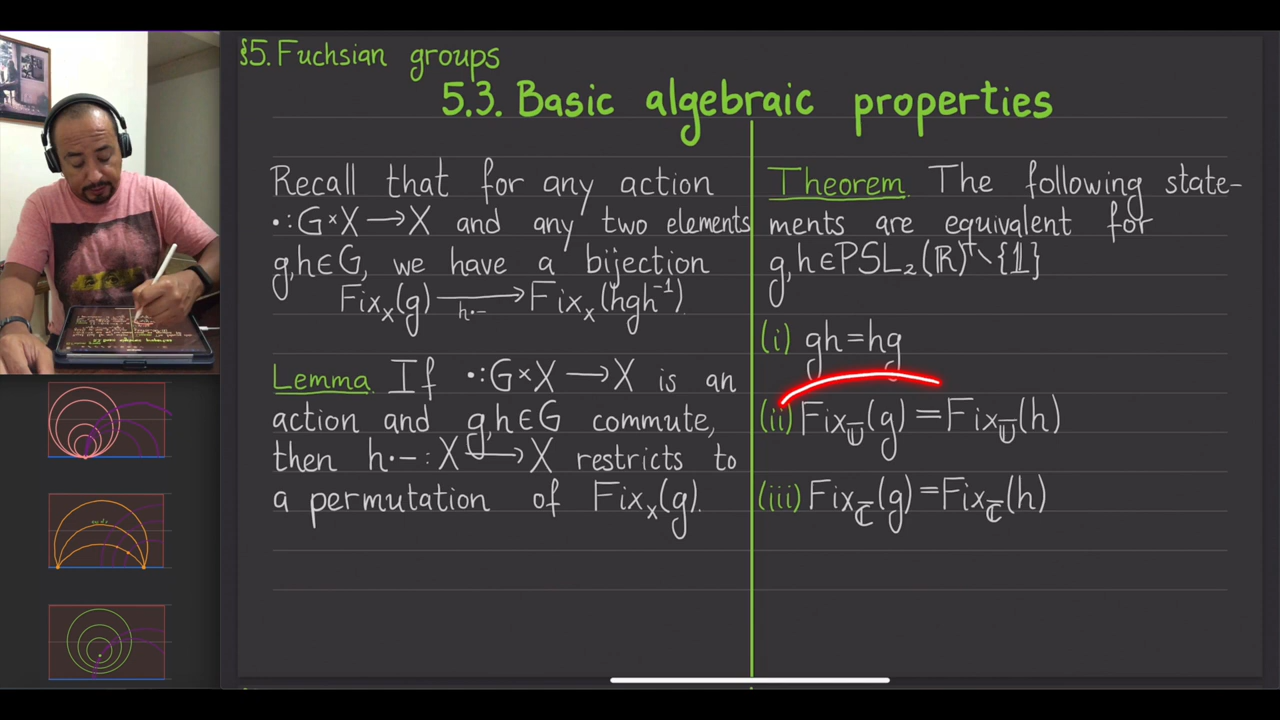 §5. Fuchsian groups
5.3. Basic algebraic properties
Recall that for any action
•: G×X→X and any two elements
g,h∈G, we have a bijection
Fixₓ(g) ⟶ Fixₓ(hgh⁻¹).
h·–
Lemma. If •: G×X→X is an
action and g,h∈G commute,
then h·– : X⟶X restricts to
a permutation of Fixₓ(g).
Theorem. The following state-
ments are equivalent for
g,h∈PSL₂(ℝ)∖{𝟙}
(i) gh=hg
(ii) Fix_U̅(g) = Fix_U̅(h)
(iii) Fix_ℂ̅(g) = Fix_ℂ̅(h)